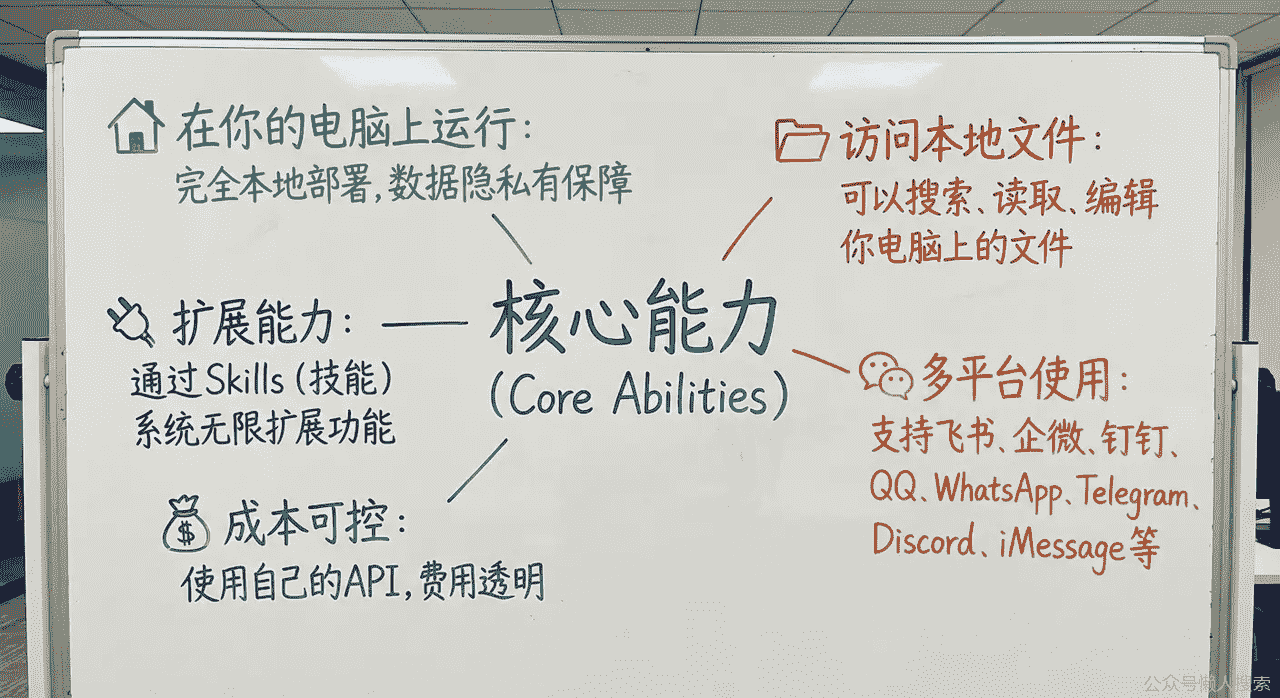 在你的电脑上运行：
完全本地部署，数据隐私有保障
访问本地文件：
可以搜索、读取、编辑
你电脑上的文件
核心能力
(Core Abilities)
扩展能力：
通过Skills（技能）
系统无限扩展功能
多平台使用：
支持飞书、企微、钉钉、
QQ、WhatsApp、Telegram、
Discord、iMessage等
成本可控：
使用自己的API，费用透明
公众号懒人搜索